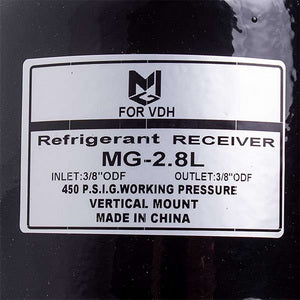 MG
FOR VDH
Refrigerant RECEIVER
MG-2.8L
INLET:3/8"ODF OUTLET:3/8"ODF
450 P.S.I.G.WORKING PRESSURE
VERTICAL MOUNT
MADE IN CHINA